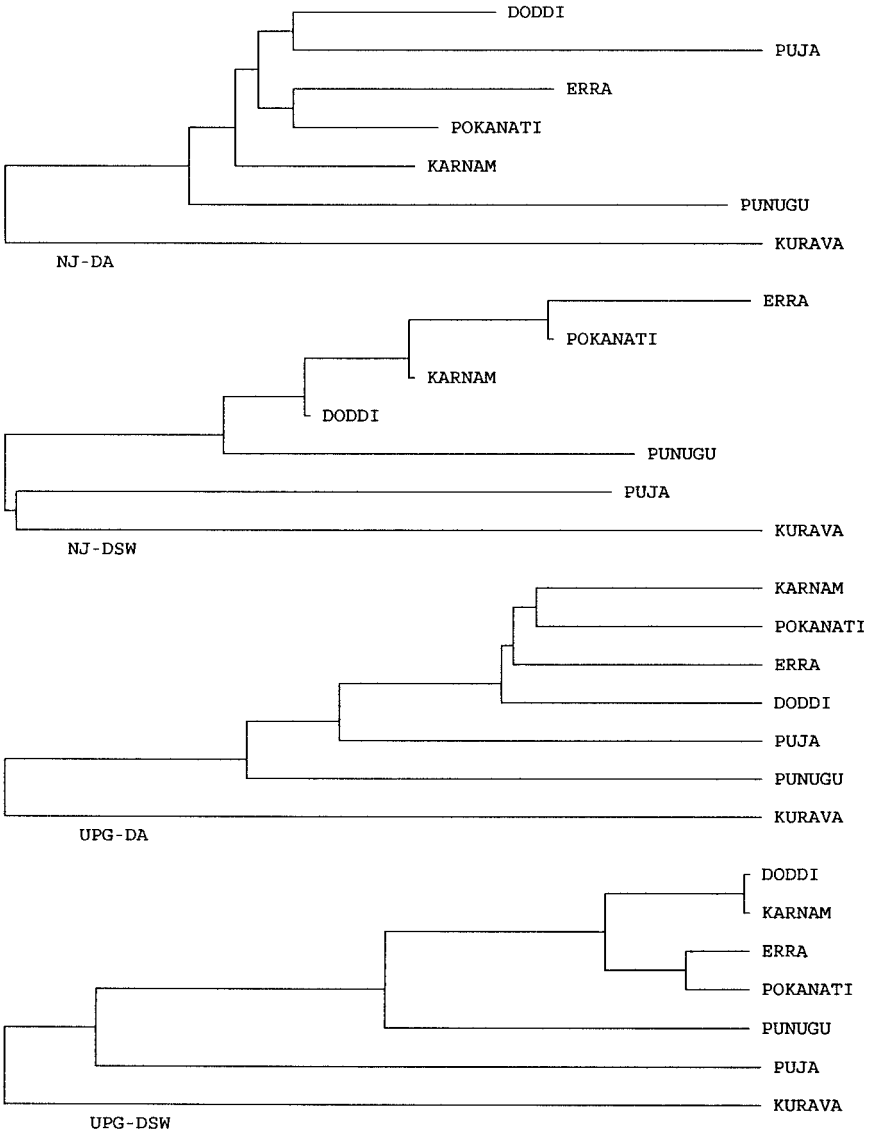 DODDI
PUJA
ERRA
POKANATI
KARNAM
PUNUGU
KURAVA
NJ-DA
ERRA
POKANATI
KARNAM
DODDI
PUNUGU
PUJA
KURAVA
NJ-DSW
KARNAM
POKANATI
ERRA
DODDI
PUJA
PUNUGU
KURAVA
UPG-DA
DODDI
KARNAM
ERRA
POKANATI
PUNUGU
PUJA
KURAVA
UPG-DSW